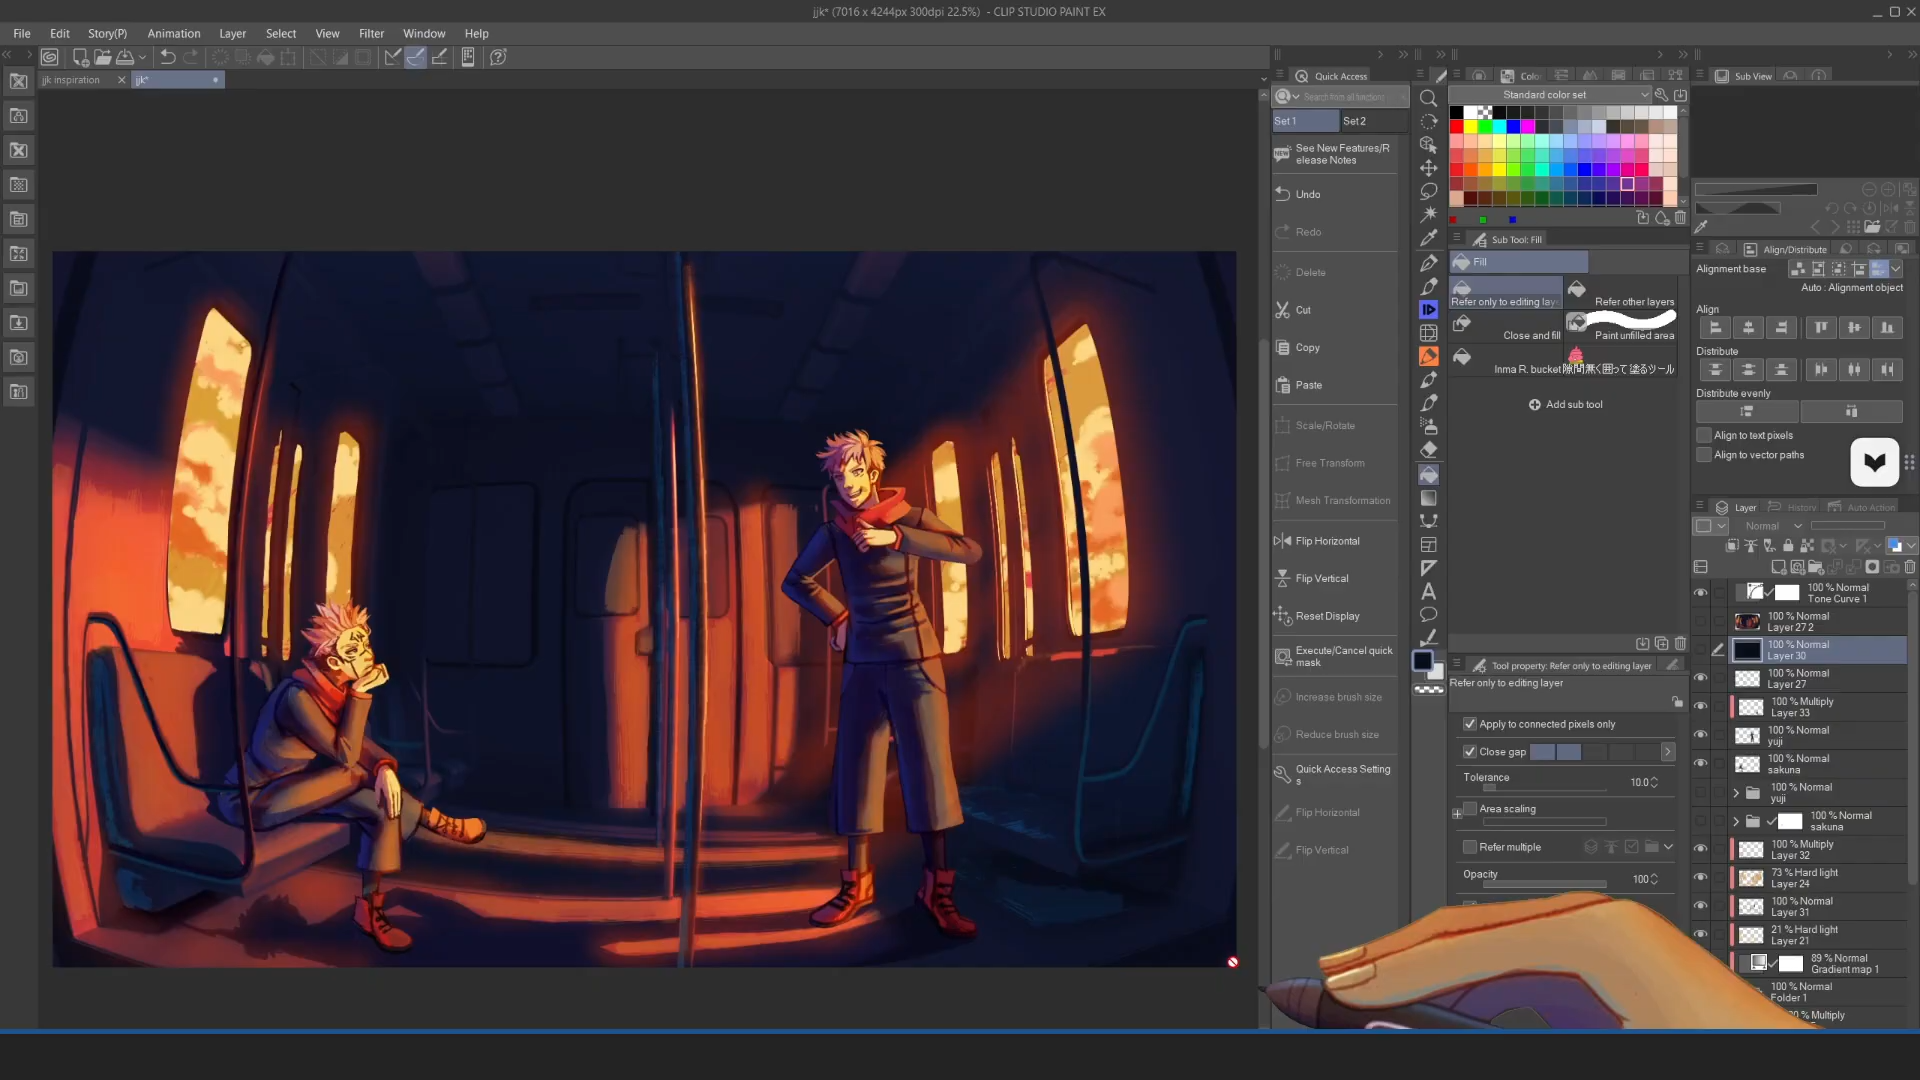 jjk* (7016 x 4244px 300dpi 22.5%) - CLIP STUDIO PAINT EX
File Edit Story(P) Animation Layer Select View Filter Window Help
jjk inspiration
jjk*
Quick Access
Search from all functions
Set 1 Set 2
See New Features/R
elease Notes
Undo
Redo
Delete
Cut
Copy
Paste
Scale/Rotate
Free Transform
Mesh Transformation
Flip Horizontal
Flip Vertical
Reset Display
Execute/Cancel quick
mask
Increase brush size
Reduce brush size
Quick Access Setting
s
Flip Horizontal
Flip Vertical
Colo
Standard color set
Sub Tool: Fill
Fill
Refer only to editing laye
Refer other layers
Close and fill
Paint unfilled area
Inma R. bucket
隙間無く囲って塗るツール
Add sub tool
Tool property: Refer only to editing layer
Refer only to editing layer
Apply to connected pixels only
Close gap
Tolerance
10.0
Area scaling
Refer multiple
Opacity
100
Sub View
Align/Distribute
Alignment base
Auto : Alignment object
Align
Distribute
Distribute evenly
Align to text pixels
Align to vector paths
Layer History Auto Action
Normal
100 % Normal
Tone Curve 1
100 % Normal
Layer 27 2
100 % Normal
Layer 30
100 % Normal
Layer 27
100 % Multiply
Layer 33
100 % Normal
yuji
100 % Normal
sakuna
100 % Normal
yuji
100 % Normal
sakuna
100 % Multiply
Layer 32
73 % Hard light
Layer 24
100 % Normal
Layer 31
21 % Hard light
Layer 21
89 % Normal
Gradient map 1
100 % Normal
Folder 1
% Multiply